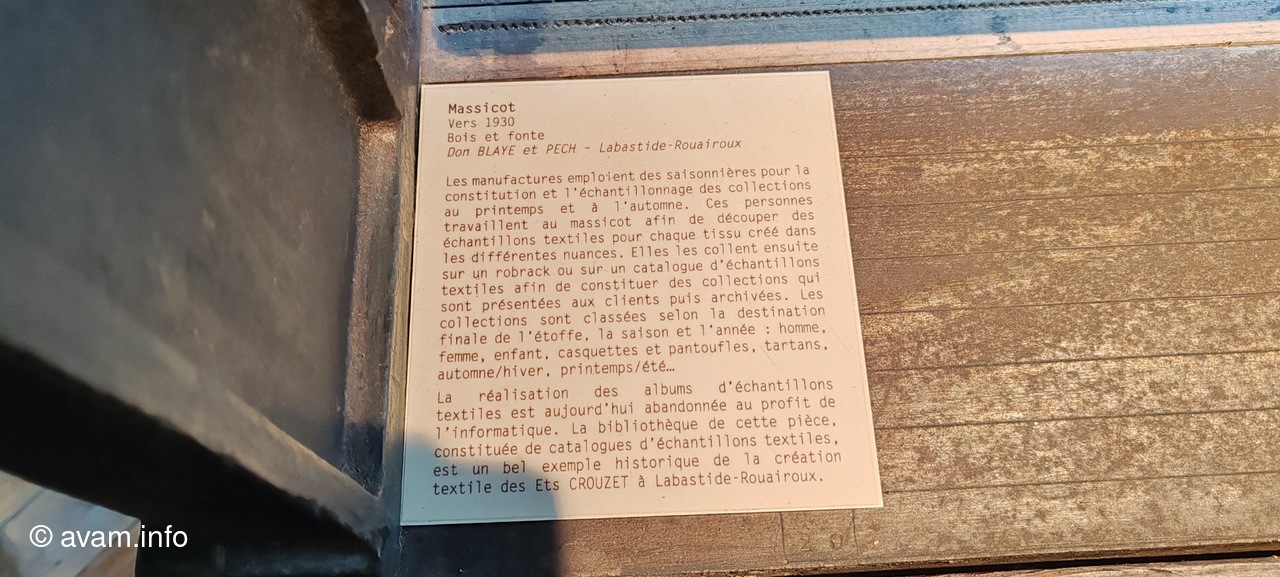 Massicot
Vers 1930
Bois et fonte
Don BLAYE et PECH - Labastide-Rouairoux
Les manufactures emploient des saisonnières pour la
constitution et l'échantillonnage des collections
au printemps et à l'automne. Ces personnes
travaillent au massicot afin de découper des
échantillons textiles pour chaque tissu créé dans
les différentes nuances. Elles les collent ensuite
sur un robrack ou sur un catalogue d'échantillons
textiles afin de constituer des collections qui
sont présentées aux clients puis archivées. Les
collections sont classées selon la destination
finale de l'étoffe, la saison et l'année : homme,
femme, enfant, casquettes et pantoufles, tartans,
automne/hiver, printemps/été…
La réalisation des albums d'échantillons
textiles est aujourd'hui abandonnée au profit de
l'informatique. La bibliothèque de cette pièce,
constituée de catalogues d'échantillons textiles,
est un bel exemple historique de la création
textile des Ets CROUZET à Labastide-Rouairoux.
© avam.info